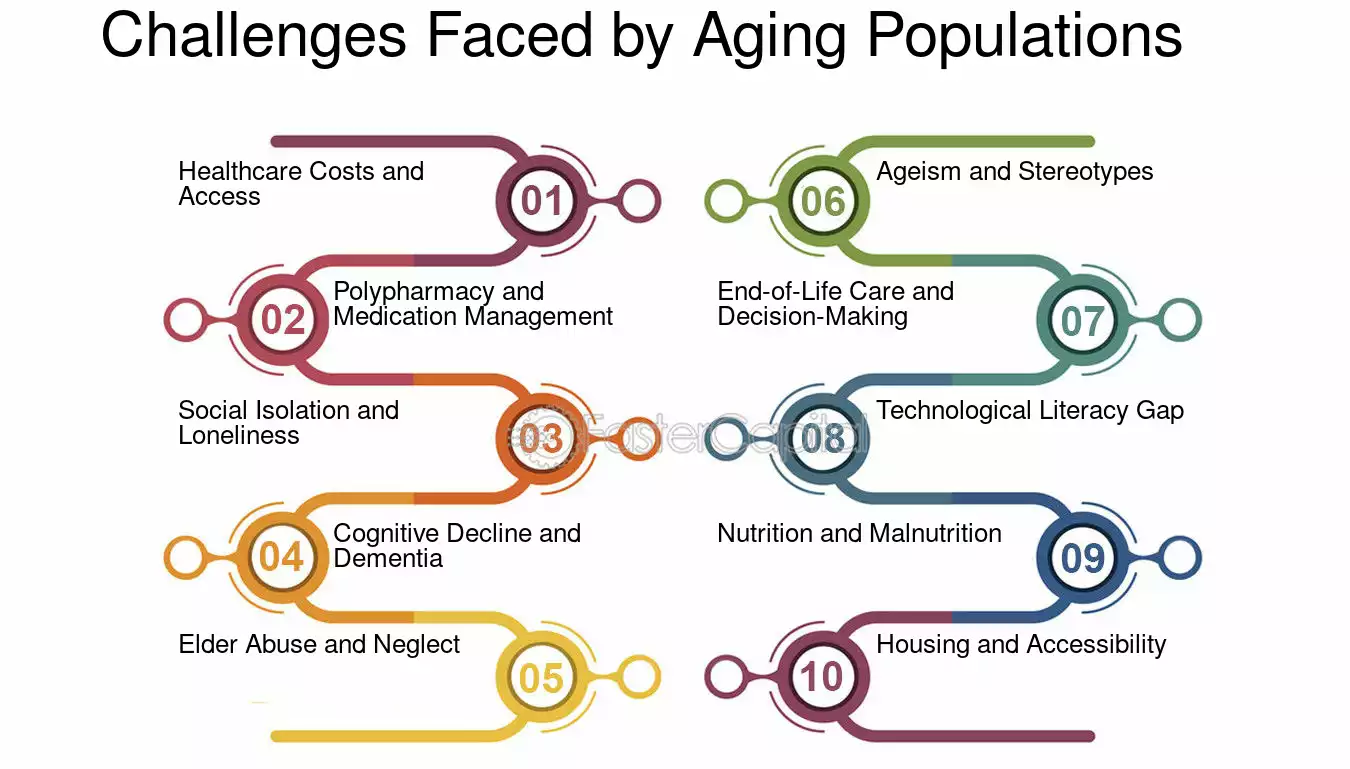 Challenges Faced by Aging Populations
01
Healthcare Costs and
Access
02
Polypharmacy and
Medication Management
03
Social Isolation and
Loneliness
04
Cognitive Decline and
Dementia
05
Elder Abuse and Neglect
06
Ageism and Stereotypes
07
End-of-Life Care and
Decision-Making
08
Technological Literacy Gap
09
Nutrition and Malnutrition
10
Housing and Accessibility
FasterCapital